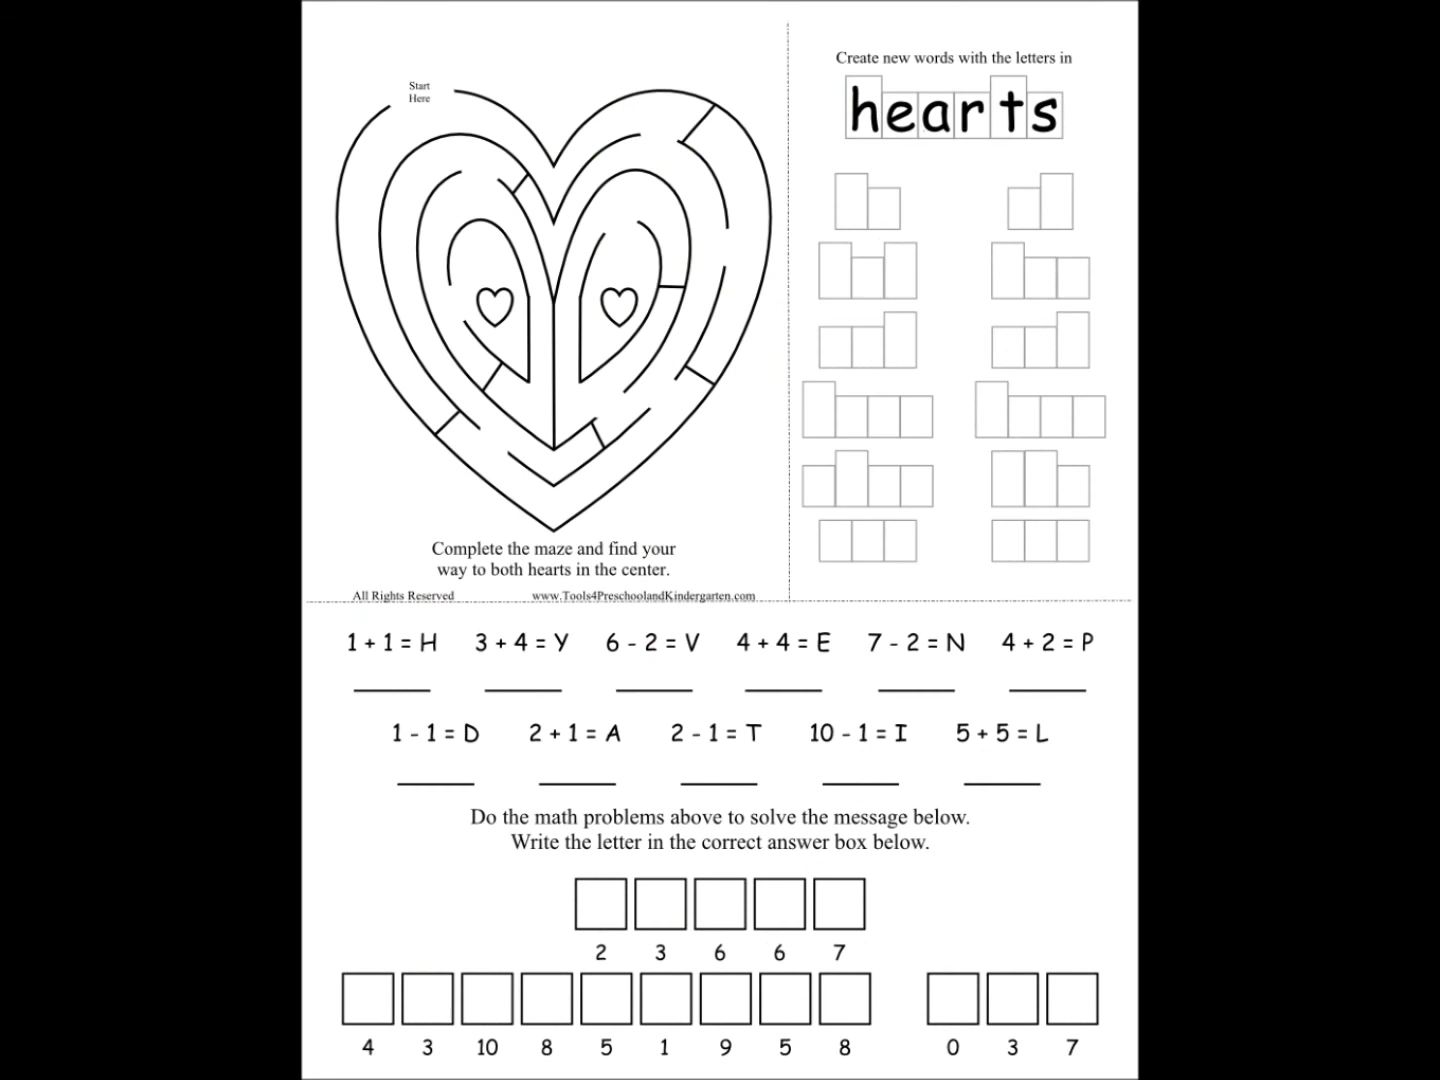 Start
Here
Complete the maze and find your
way to both hearts in the center.
All Rights Reserved www.Tools4PreschoolandKindergarten.com
Create new words with the letters in
hearts
1 + 1 = H 3 + 4 = Y 6 - 2 = V 4 + 4 = E 7 - 2 = N 4 + 2 = P
1 - 1 = D 2 + 1 = A 2 - 1 = T 10 - 1 = I 5 + 5 = L
Do the math problems above to solve the message below.
Write the letter in the correct answer box below.
2 3 6 6 7
4 3 10 8 5 1 9 5 8 0 3 7